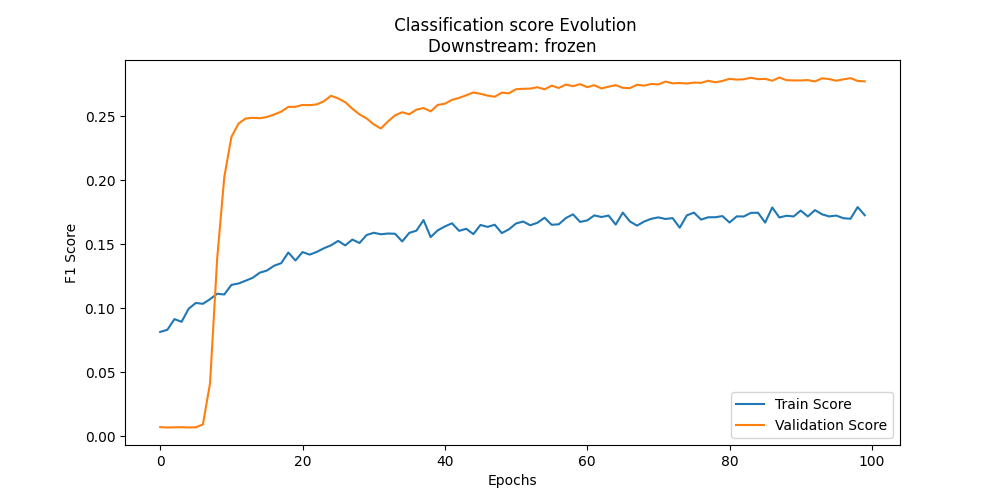 Classification score Evolution
Downstream: frozen
F1 Score
0.25
0.20
0.15
0.10
0.05
0.00
0
20
40
60
80
100
Epochs
Train Score
Validation Score